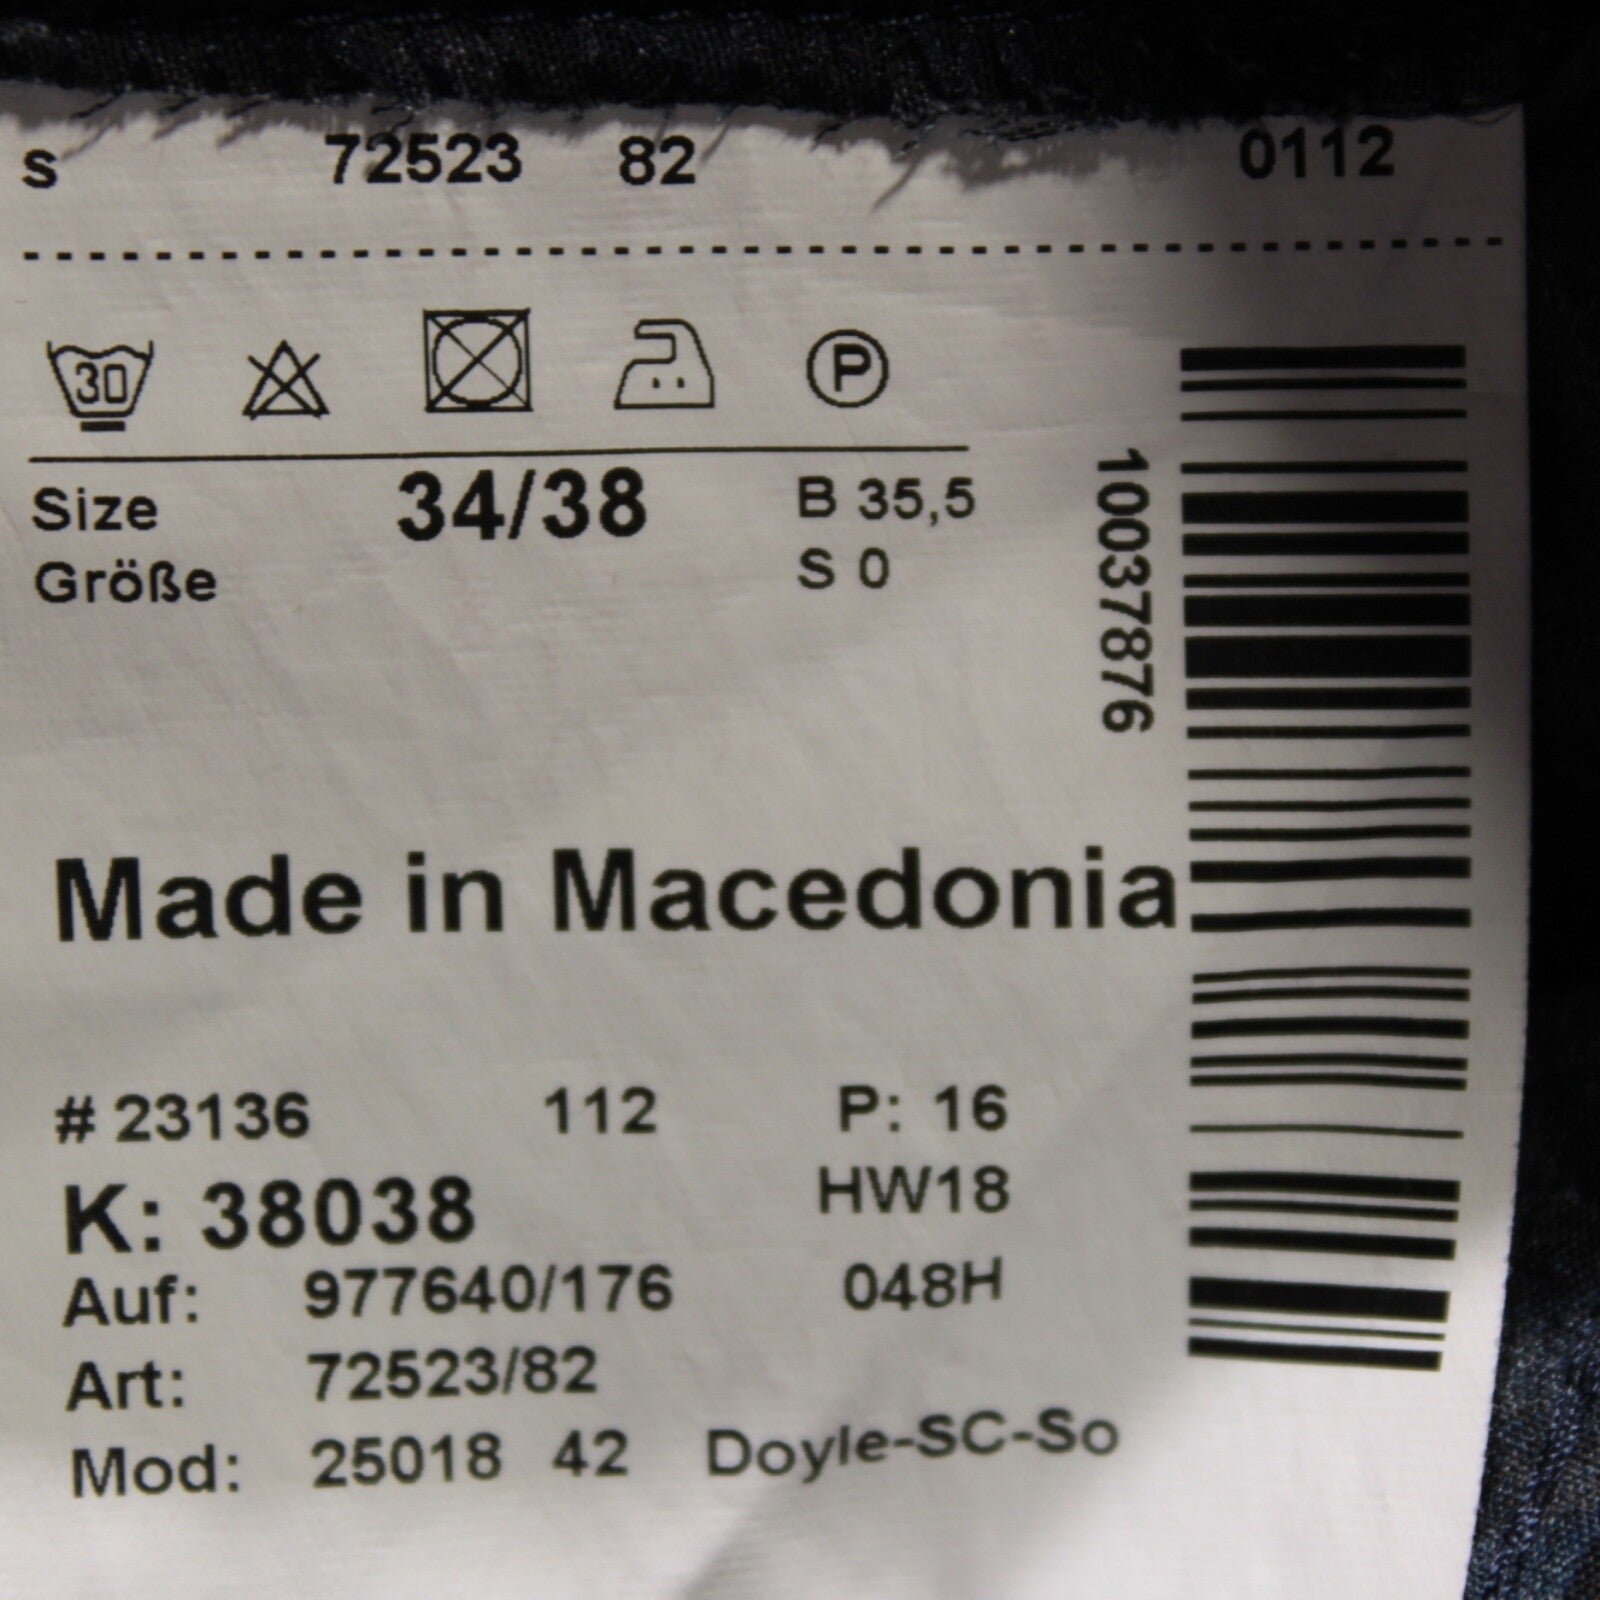 s 72523 82 0112
30 P
Size 34/38 B 35,5
Größe S 0
10037876
Made in Macedonia
# 23136 112 P: 16
K: 38038 HW18
Auf: 977640/176 048H
Art: 72523/82
Mod: 25018 42 Doyle-SC-So